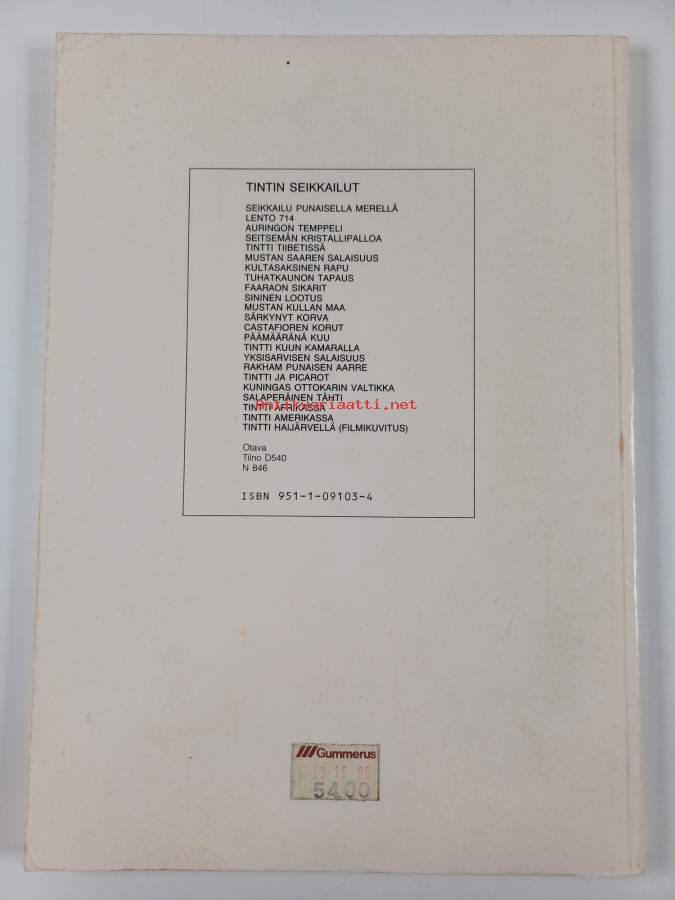 TINTIN SEIKKAILUT
SEIKKAILU PUNAISELLA MERELLÄ
LENTO 714
AURINGON TEMPPELI
SEITSEMÄN KRISTALLIPALLOA
TINTTI TIIBETISSÄ
MUSTAN SAAREN SALAISUUS
KULTASAKSINEN RAPU
TUHATKAUNON TAPAUS
FAARAON SIKARIT
SININEN LOOTUS
MUSTAN KULLAN MAA
SÄRKYNYT KORVA
CASTAFIOREN KORUT
PÄÄMÄÄRÄNÄ KUU
TINTTI KUUN KAMARALLA
YKSISARVISEN SALAISUUS
RAKHAM PUNAISEN AARRE
TINTTI JA PICAROT
KUNINGAS OTTOKARIN VALTIKKA
SALAPERÄINEN TÄHTI
Antikvariaatti.net
TINTTI AFRIKASSA
TINTTI AMERIKASSA
TINTTI HAIJÄRVELLÄ (FILMIKUVITUS)
Otava
Tilno D540
N 846
ISBN 951-1-09103-4
Gummerus
13-19 06
54.00